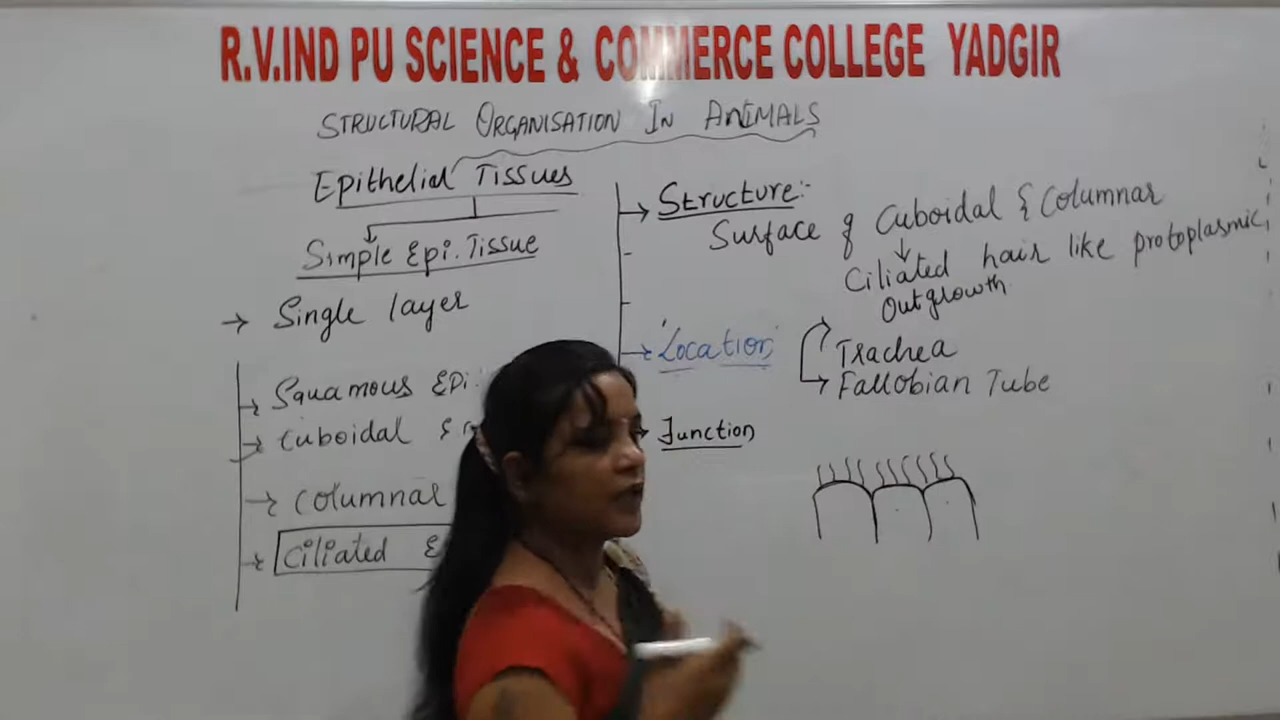 R.V.IND PU SCIENCE & COMMERCE COLLEGE YADGIR
STRUCTURAL ORGANISATION IN ANIMALS
Epithelial Tissues
Simple Epi. Tissue
→ Single layer
→ Squamous Epi.
→ Cuboidal
→ Columnar
→ Ciliated E
→ Structure:-
Surface of Cuboidal & Columnar
↓
Ciliated hair like protoplasmic
Outgrowth
→ Location
Trachea
→ Fallobian Tube
Junction